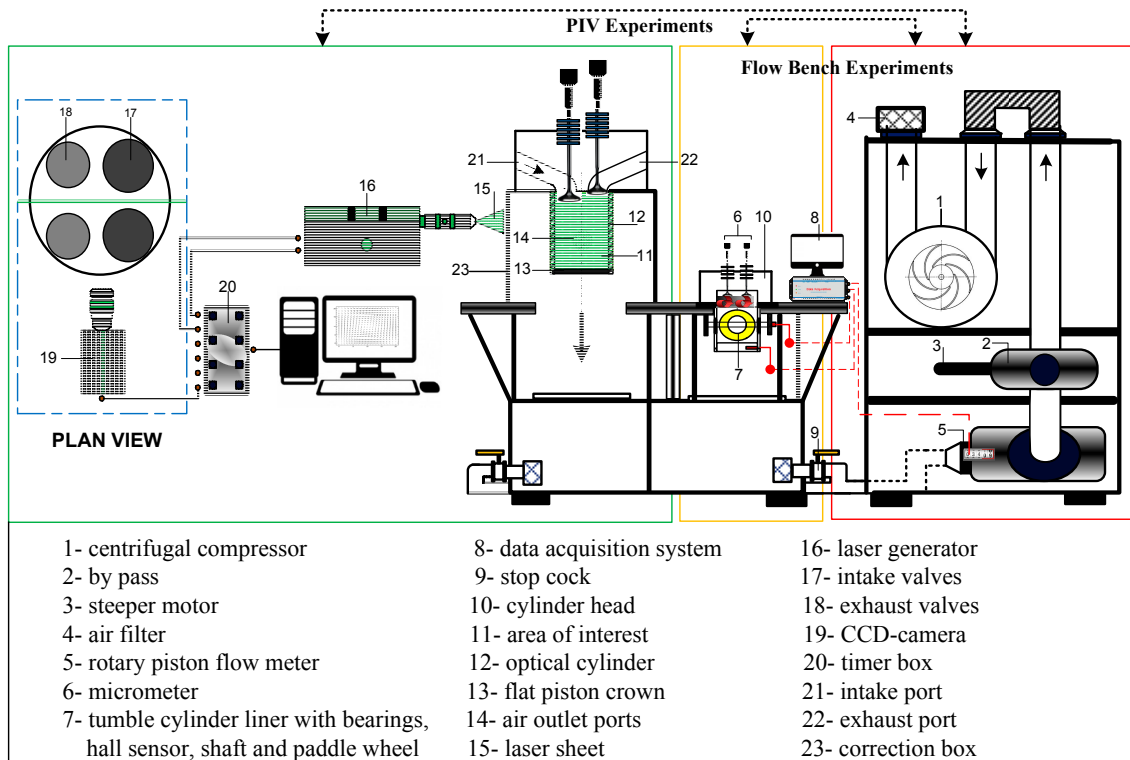 PIV Experiments
Flow Bench Experiments
18
17
16
15
21
22
14
12
11
13
23
20
19
6
10
8
7
9
4
1
3
2
5
PLAN VIEW
1- centrifugal compressor
2- by pass
3- steeper motor
4- air filter
5- rotary piston flow meter
6- micrometer
7- tumble cylinder liner with bearings,
hall sensor, shaft and paddle wheel
8- data acquisition system
9- stop cock
10- cylinder head
11- area of interest
12- optical cylinder
13- flat piston crown
14- air outlet ports
15- laser sheet
16- laser generator
17- intake valves
18- exhaust valves
19- CCD-camera
20- timer box
21- intake port
22- exhaust port
23- correction box